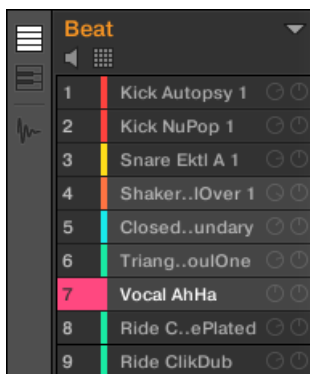 Beat
1 Kick Autopsy 1
2 Kick NuPop 1
3 Snare Ektl A 1
4 Shaker..lOver 1
5 Closed..undary
6 Triang..oulOne
7 Vocal AhHa
8 Ride C..ePlated
9 Ride ClikDub